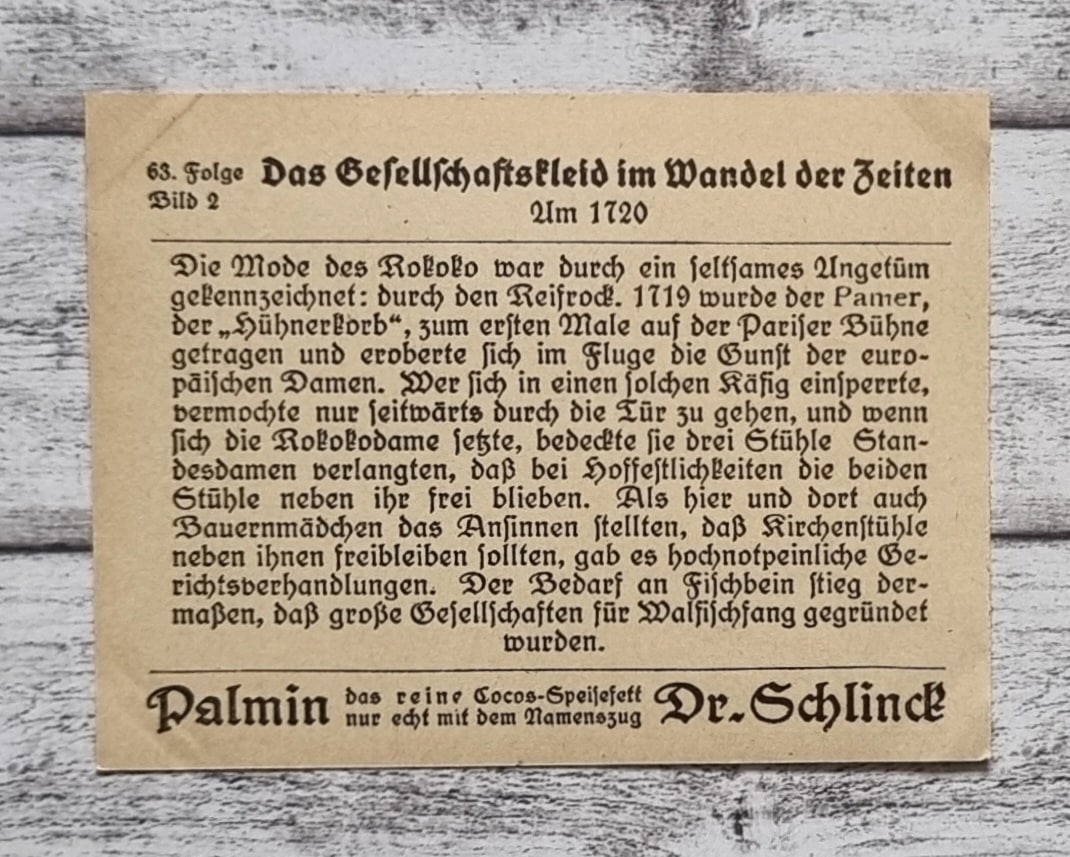 63. Folge Das Gesellschaftskleid im Wandel der Zeiten
Bild 2
Um 1720
Die Mode des Rokoko war durch ein seltsames Ungetüm
gekennzeichnet: durch den Reifrock. 1719 wurde der Pamer,
der „Hühnerkorb“, zum ersten Male auf der Pariser Bühne
getragen und eroberte sich im Fluge die Gunst der euro-
päischen Damen. Wer sich in einen solchen Käfig einsperrte,
vermochte nur seitwärts durch die Tür zu gehen, und wenn
sich die Rokokodame setzte, bedeckte sie drei Stühle Stan-
desdamen verlangten, daß bei Hoffestlichkeiten die beiden
Stühle neben ihr frei blieben. Als hier und dort auch
Bauernmädchen das Ansinnen stellten, daß Kirchenstühle
neben ihnen freibleiben sollten, gab es hochnotpeinliche Ge-
richtsverhandlungen. Der Bedarf an Fischbein stieg der-
maßen, daß große Gesellschaften für Walfischfang gegründet
wurden.
Palmin das reine Cocos-Speisefett Dr. Schlinck
nur echt mit dem Namenszug